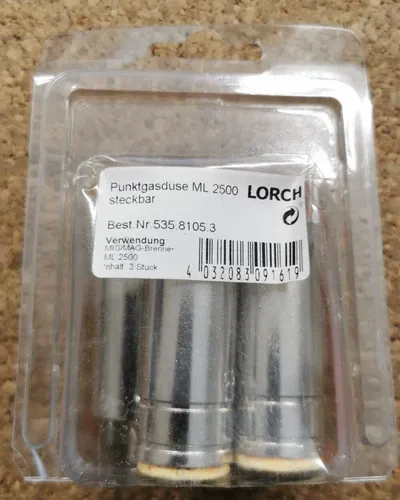 Punktgasdüse ML 2500
steckbar
LORCH
Best.Nr.535.8105.3
Verwendung:
MIG/MAG-Brenner
ML 2500
Inhalt: 3 Stück
4 032083 091619